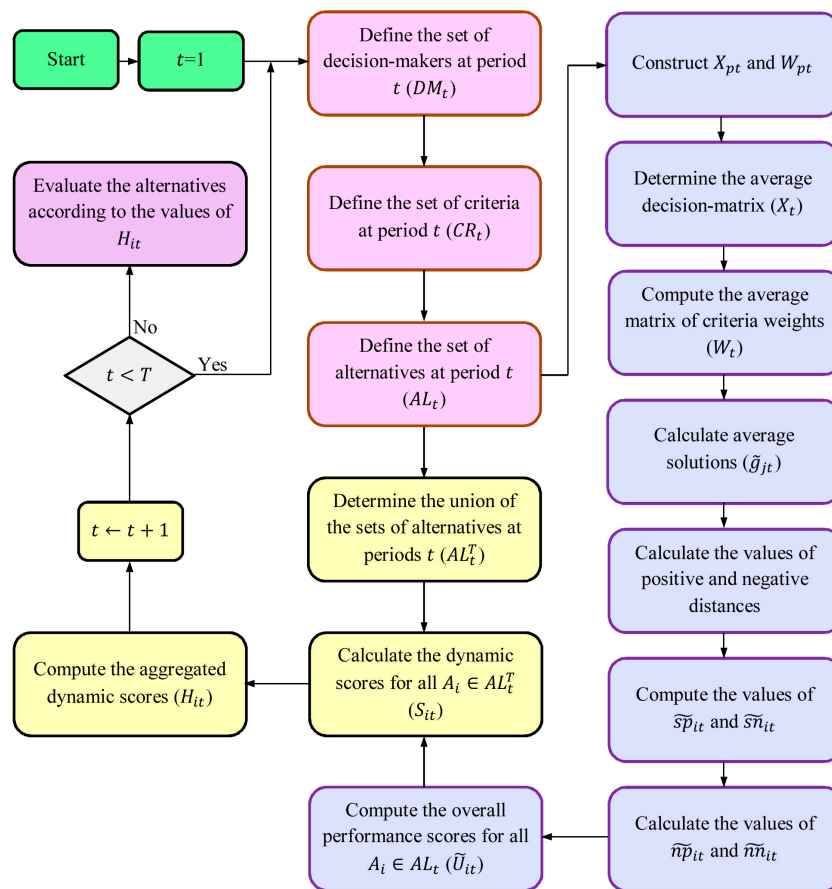 Start
t=1
Define the set of
decision-makers at period
t (DM_t)
Define the set of criteria
at period t (CR_t)
Define the set of
alternatives at period t
(AL_t)
Construct X_pt and W_pt
Determine the average
decision-matrix (X_t)
Compute the average
matrix of criteria weights
(W_t)
Calculate average
solutions (g̃_jt)
Calculate the values of
positive and negative
distances
Compute the values of
s̃p_it and s̃n_it
Calculate the values of
ñp_it and ñn_it
Compute the overall
performance scores for all
A_i ∈ AL_t (Ũ_it)
Determine the union of
the sets of alternatives at
periods t (AL_t^T)
Calculate the dynamic
scores for all A_i ∈ AL_t^T
(S_it)
Compute the aggregated
dynamic scores (H_it)
t ← t + 1
t < T
Yes
No
Evaluate the alternatives
according to the values of
H_it